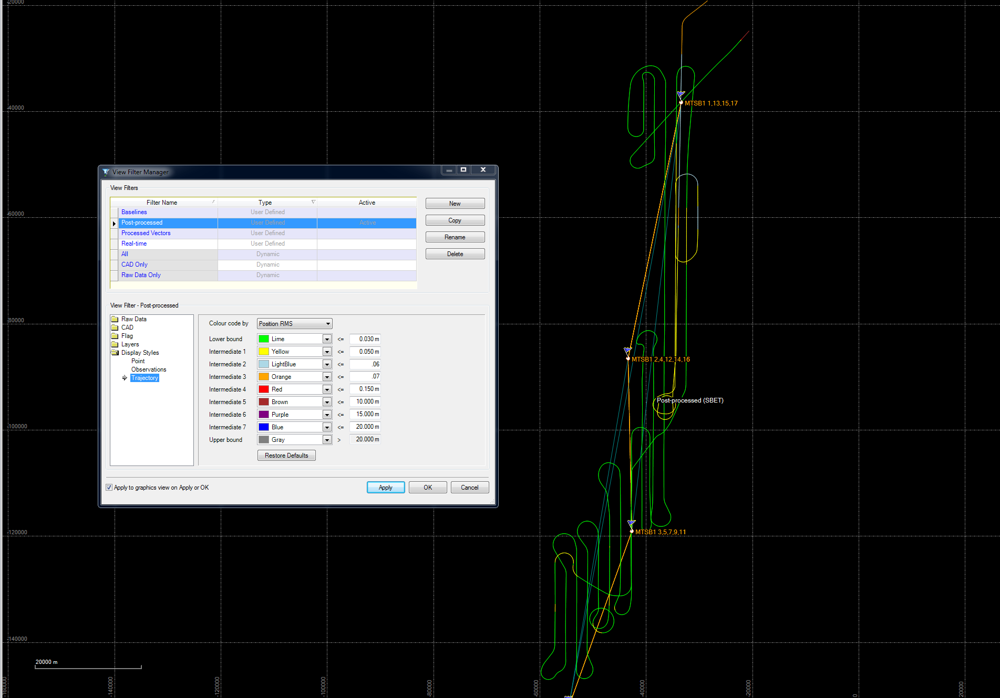 -20000
-40000
-60000
-80000
-100000
-120000
-140000
MTSB1 1,13,15,17
MTSB1 2,4,12,14,16
Post-processed (SBET)
MTSB1 3,5,7,9,11
View Filter Manager
View Filters
Filter Name Type Active
Baselines User Defined
Post-processed User Defined Active
Processed Vectors User Defined
Real-time User Defined
All Dynamic
CAD Only Dynamic
Raw Data Only Dynamic
New
Copy
Rename
Delete
View Filter - Post-processed
Raw Data
CAD
Flag
Layers
Display Styles
Point
Observations
Trajectory
Colour code by Position RMS
Lower bound Lime <= 0.030 m
Intermediate 1 Yellow <= 0.050 m
Intermediate 2 LightBlue <= .06
Intermediate 3 Orange <= .07
Intermediate 4 Red <= 0.150 m
Intermediate 5 Brown <= 10.000 m
Intermediate 6 Purple <= 15.000 m
Intermediate 7 Blue <= 20.000 m
Upper bound Gray > 20.000 m
Restore Defaults
Apply to graphics view on Apply or OK
Apply
OK
Cancel
20000 m
-160000
-140000
-120000
-100000
-80000
-60000
-40000
-20000
0
20000